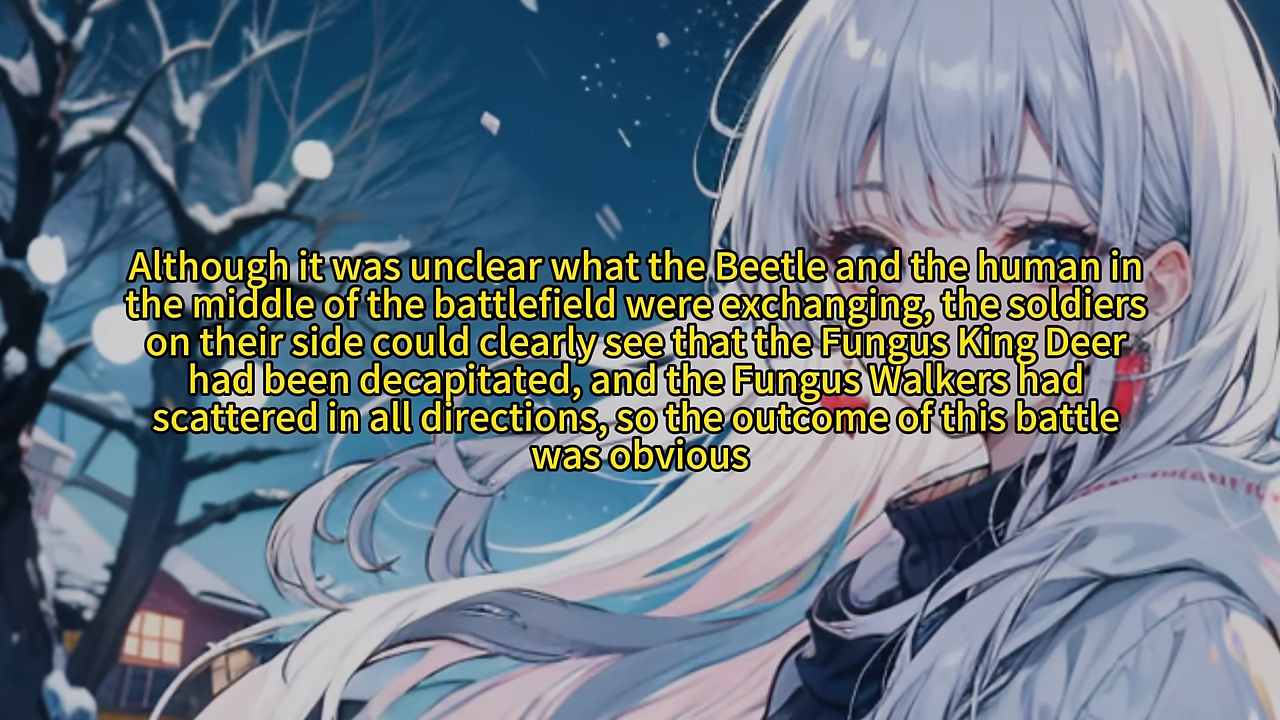 Although it was unclear what the Beetle and the human in
the middle of the battlefield were exchanging, the soldiers
on their side could clearly see that the Fungus King Deer
had been decapitated, and the Fungus Walkers had
scattered in all directions, so the outcome of this battle
was obvious